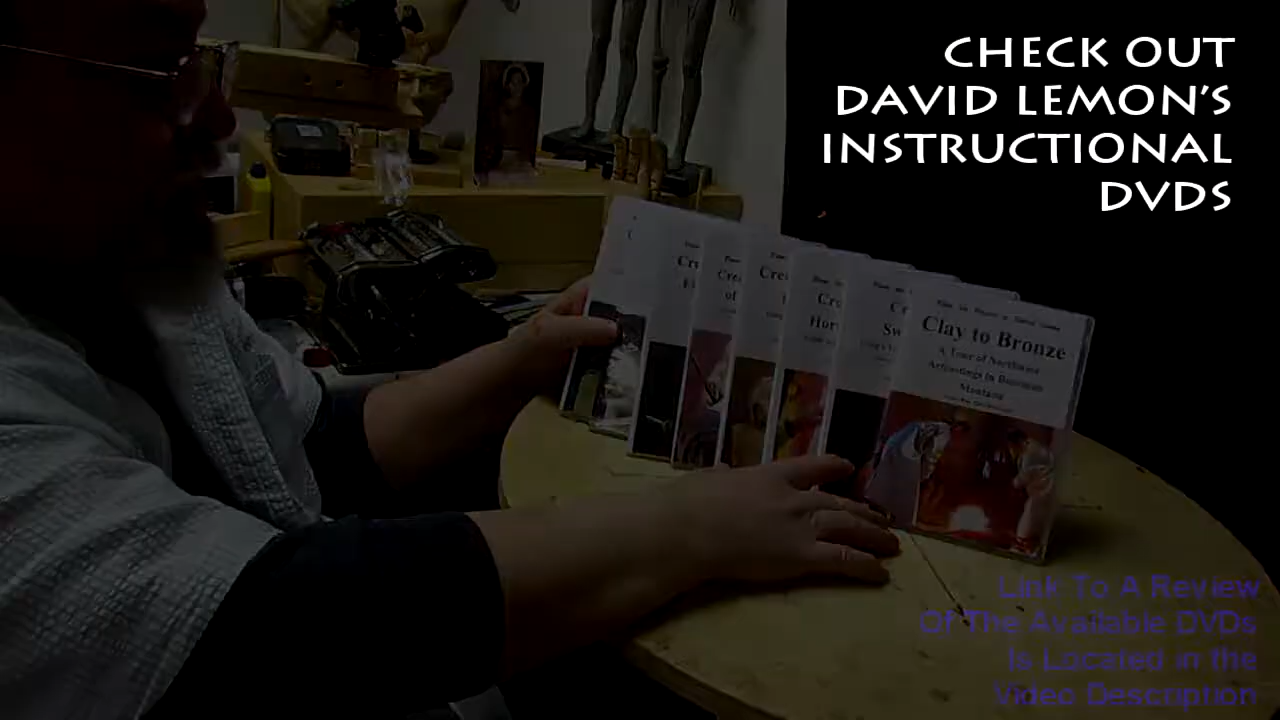 CHECK OUT
DAVID LEMON'S
INSTRUCTIONAL
DVDS
Clay to Bronze
A Tour of Northwest
Artcastings in Bozeman
Montana
Link To A Review
Of The Available DVDs
Is Located in the
Video Description